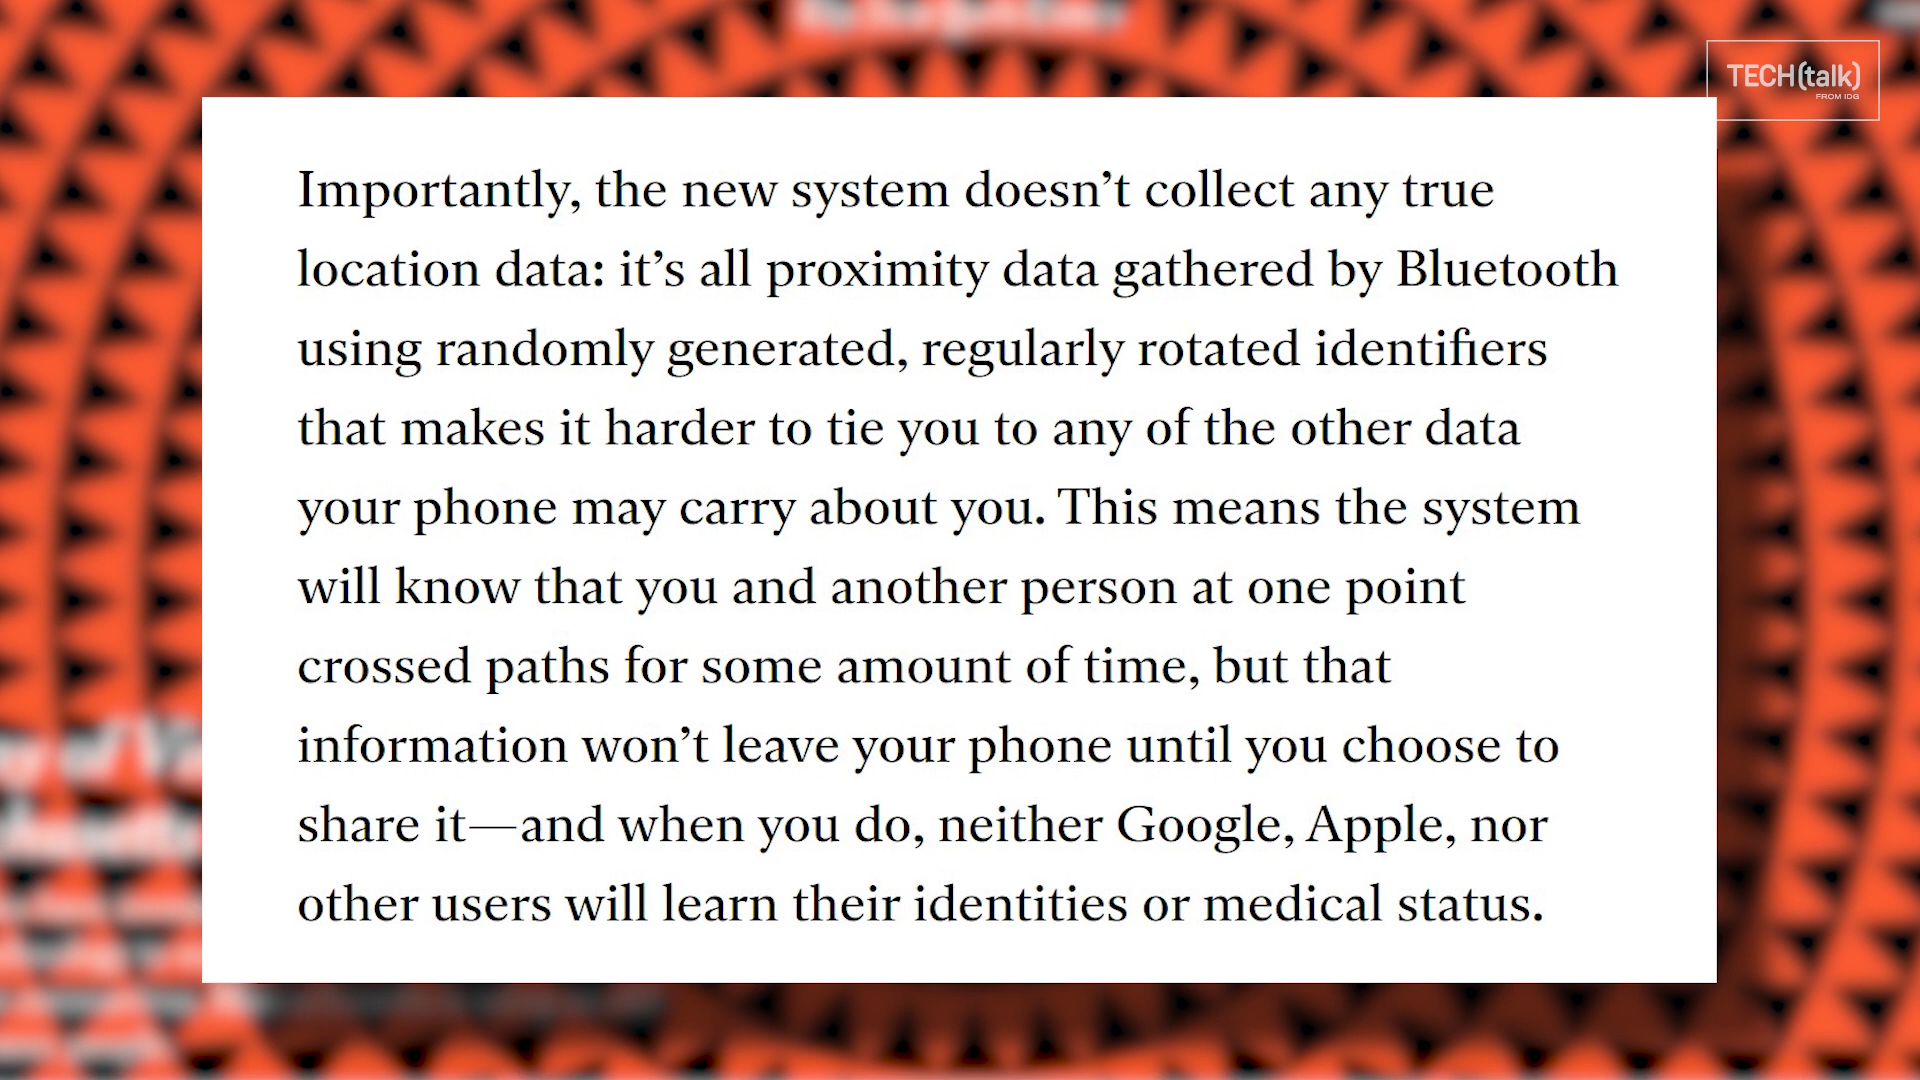 TECH(talk)
FROM IDG
Importantly, the new system doesn’t collect any true
location data: it’s all proximity data gathered by Bluetooth
using randomly generated, regularly rotated identifiers
that makes it harder to tie you to any of the other data
your phone may carry about you. This means the system
will know that you and another person at one point
crossed paths for some amount of time, but that
information won’t leave your phone until you choose to
share it—and when you do, neither Google, Apple, nor
other users will learn their identities or medical status.